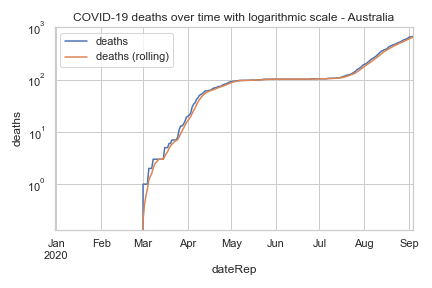 COVID-19 deaths over time with logarithmic scale - Australia
deaths
deaths (rolling)
10³
10²
10¹
10⁰
deaths
Jan Feb Mar Apr May Jun Jul Aug Sep
2020
dateRep